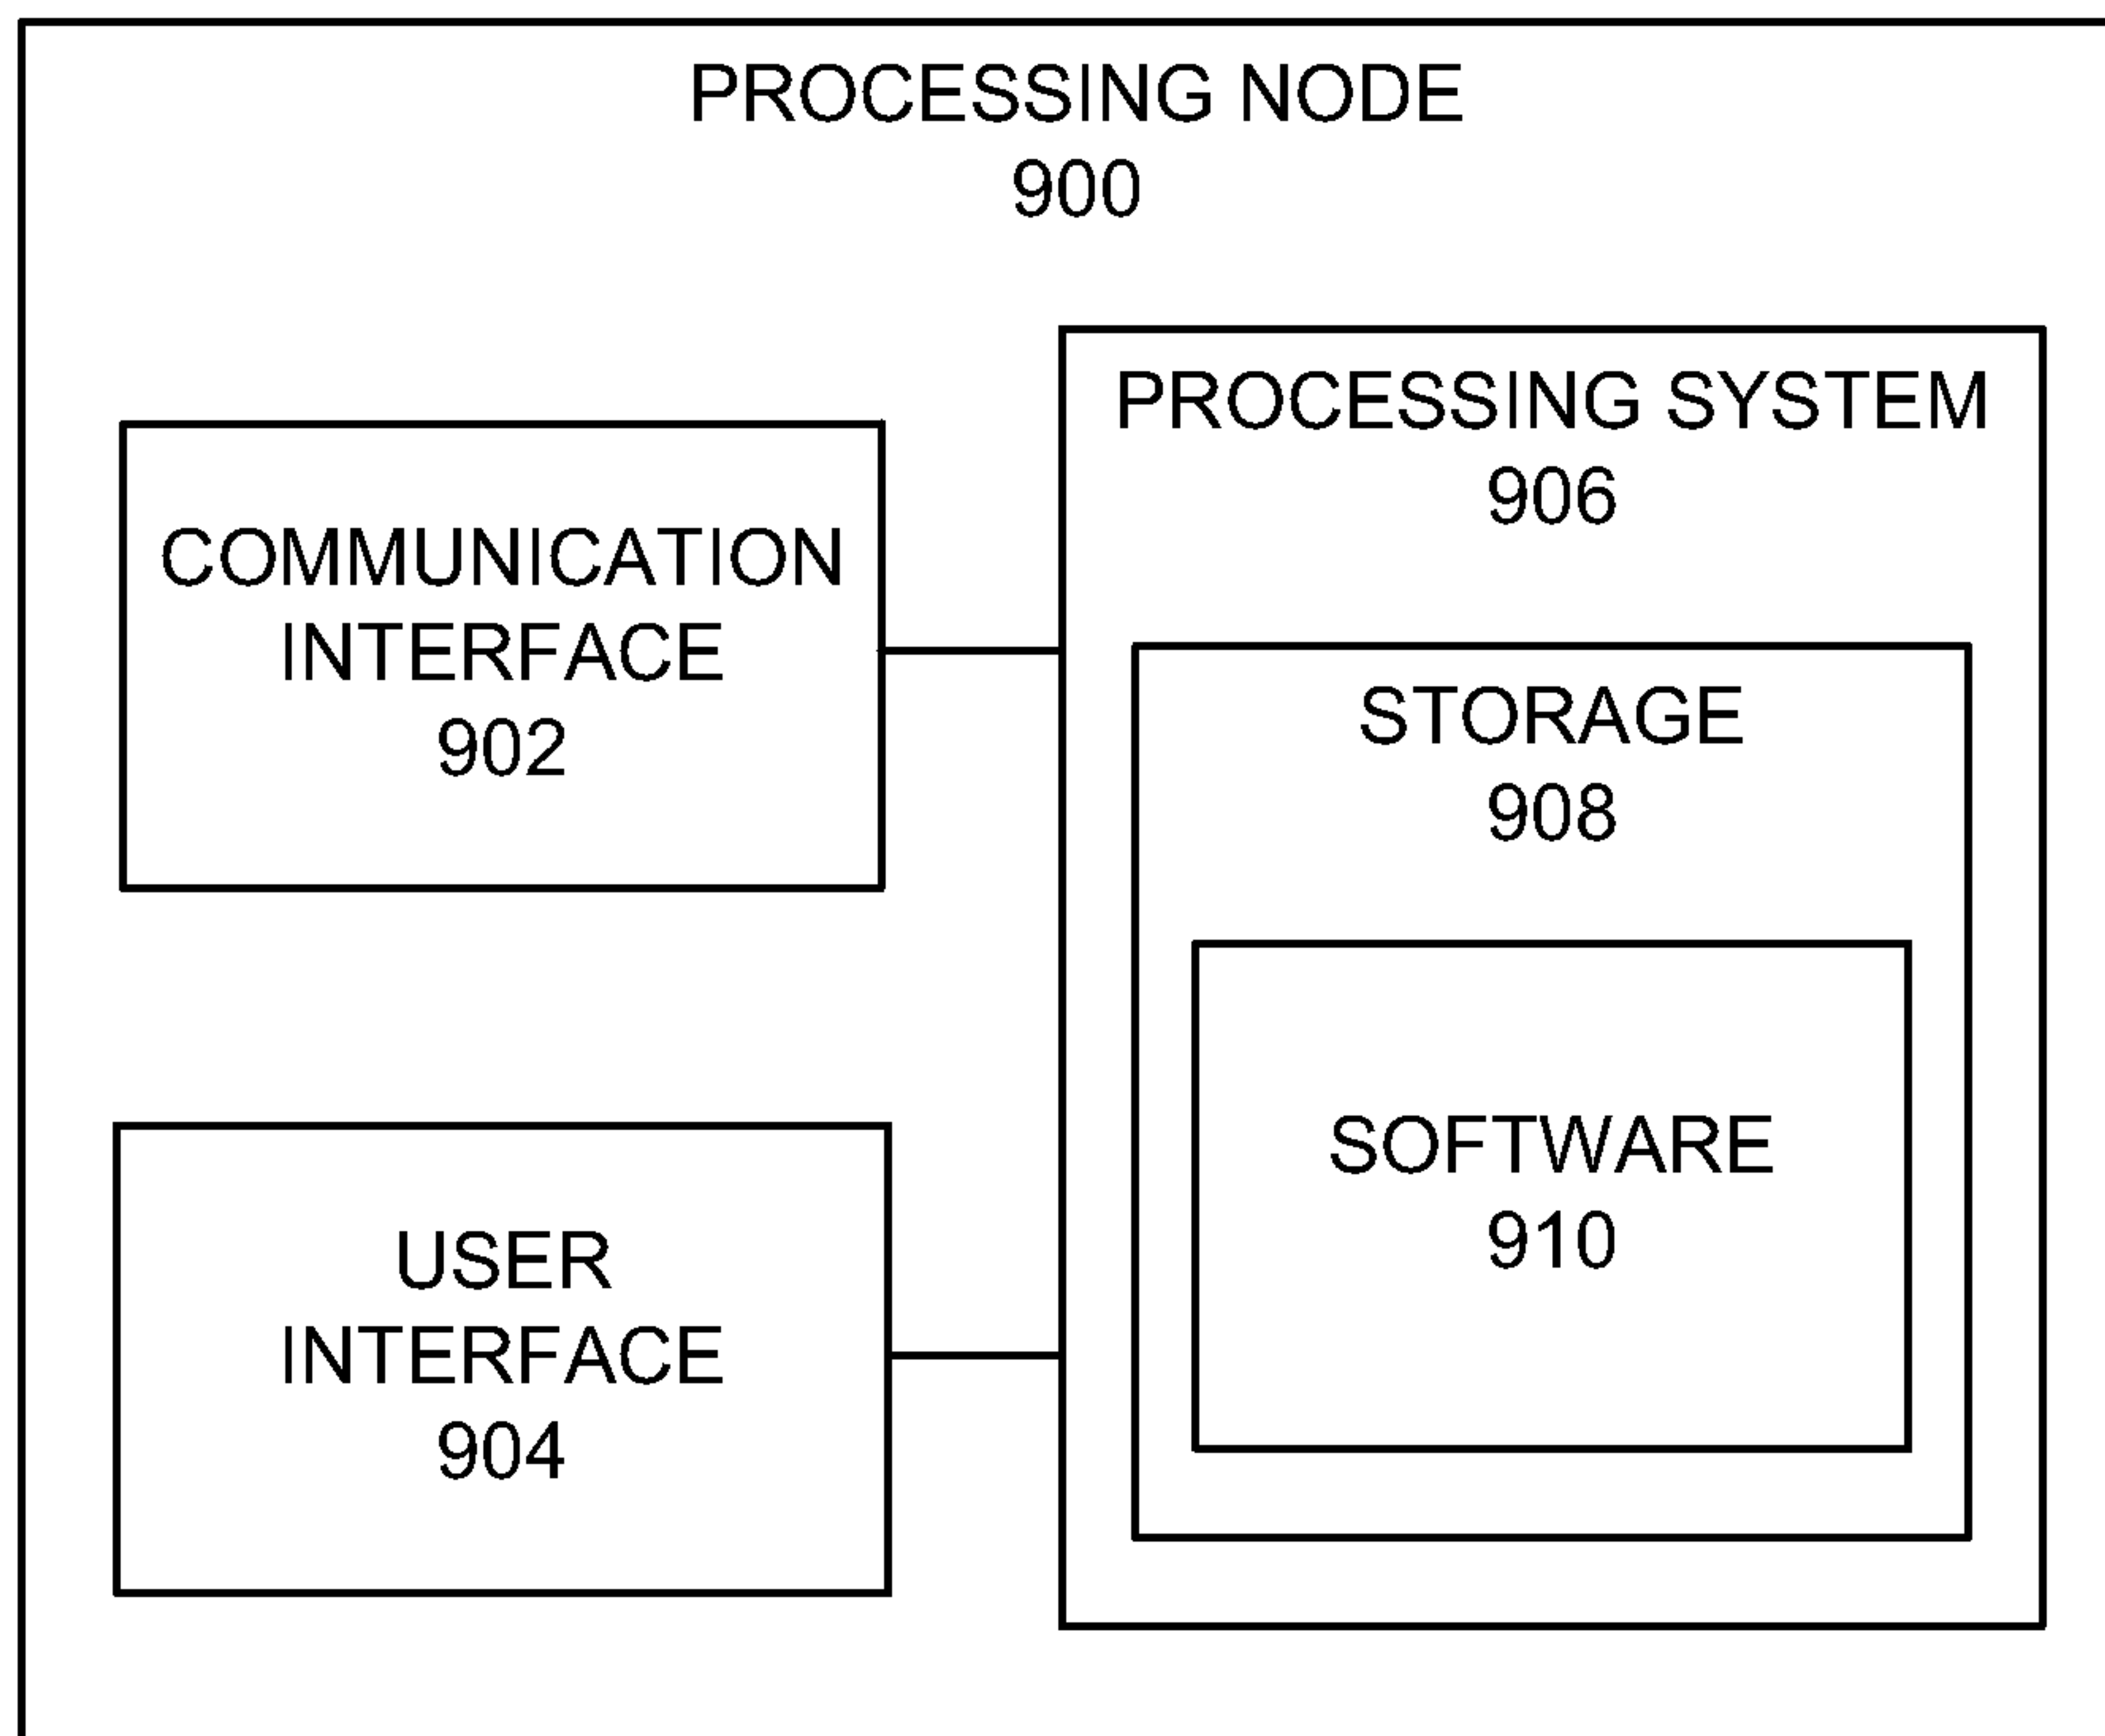 PROCESSING NODE
900
PROCESSING SYSTEM
906
COMMUNICATION
INTERFACE
902
STORAGE
908
SOFTWARE
910
USER
INTERFACE
904